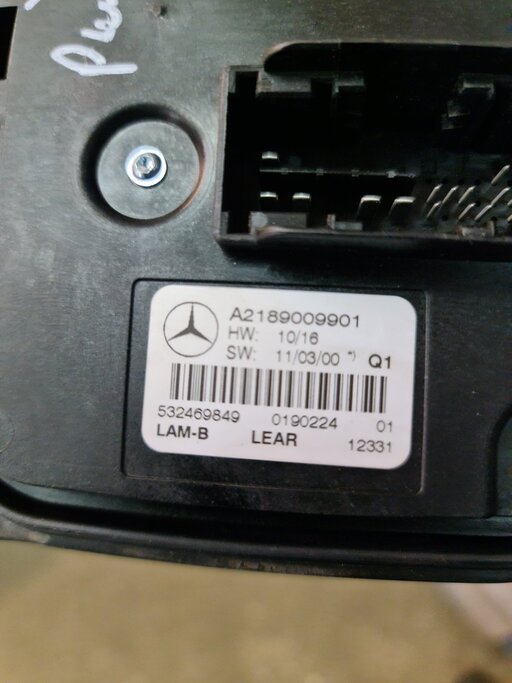 A2189009901
HW: 10/16
SW: 11/03/00 *) Q1
532469849 0190224 01
LAM-B LEAR 12331